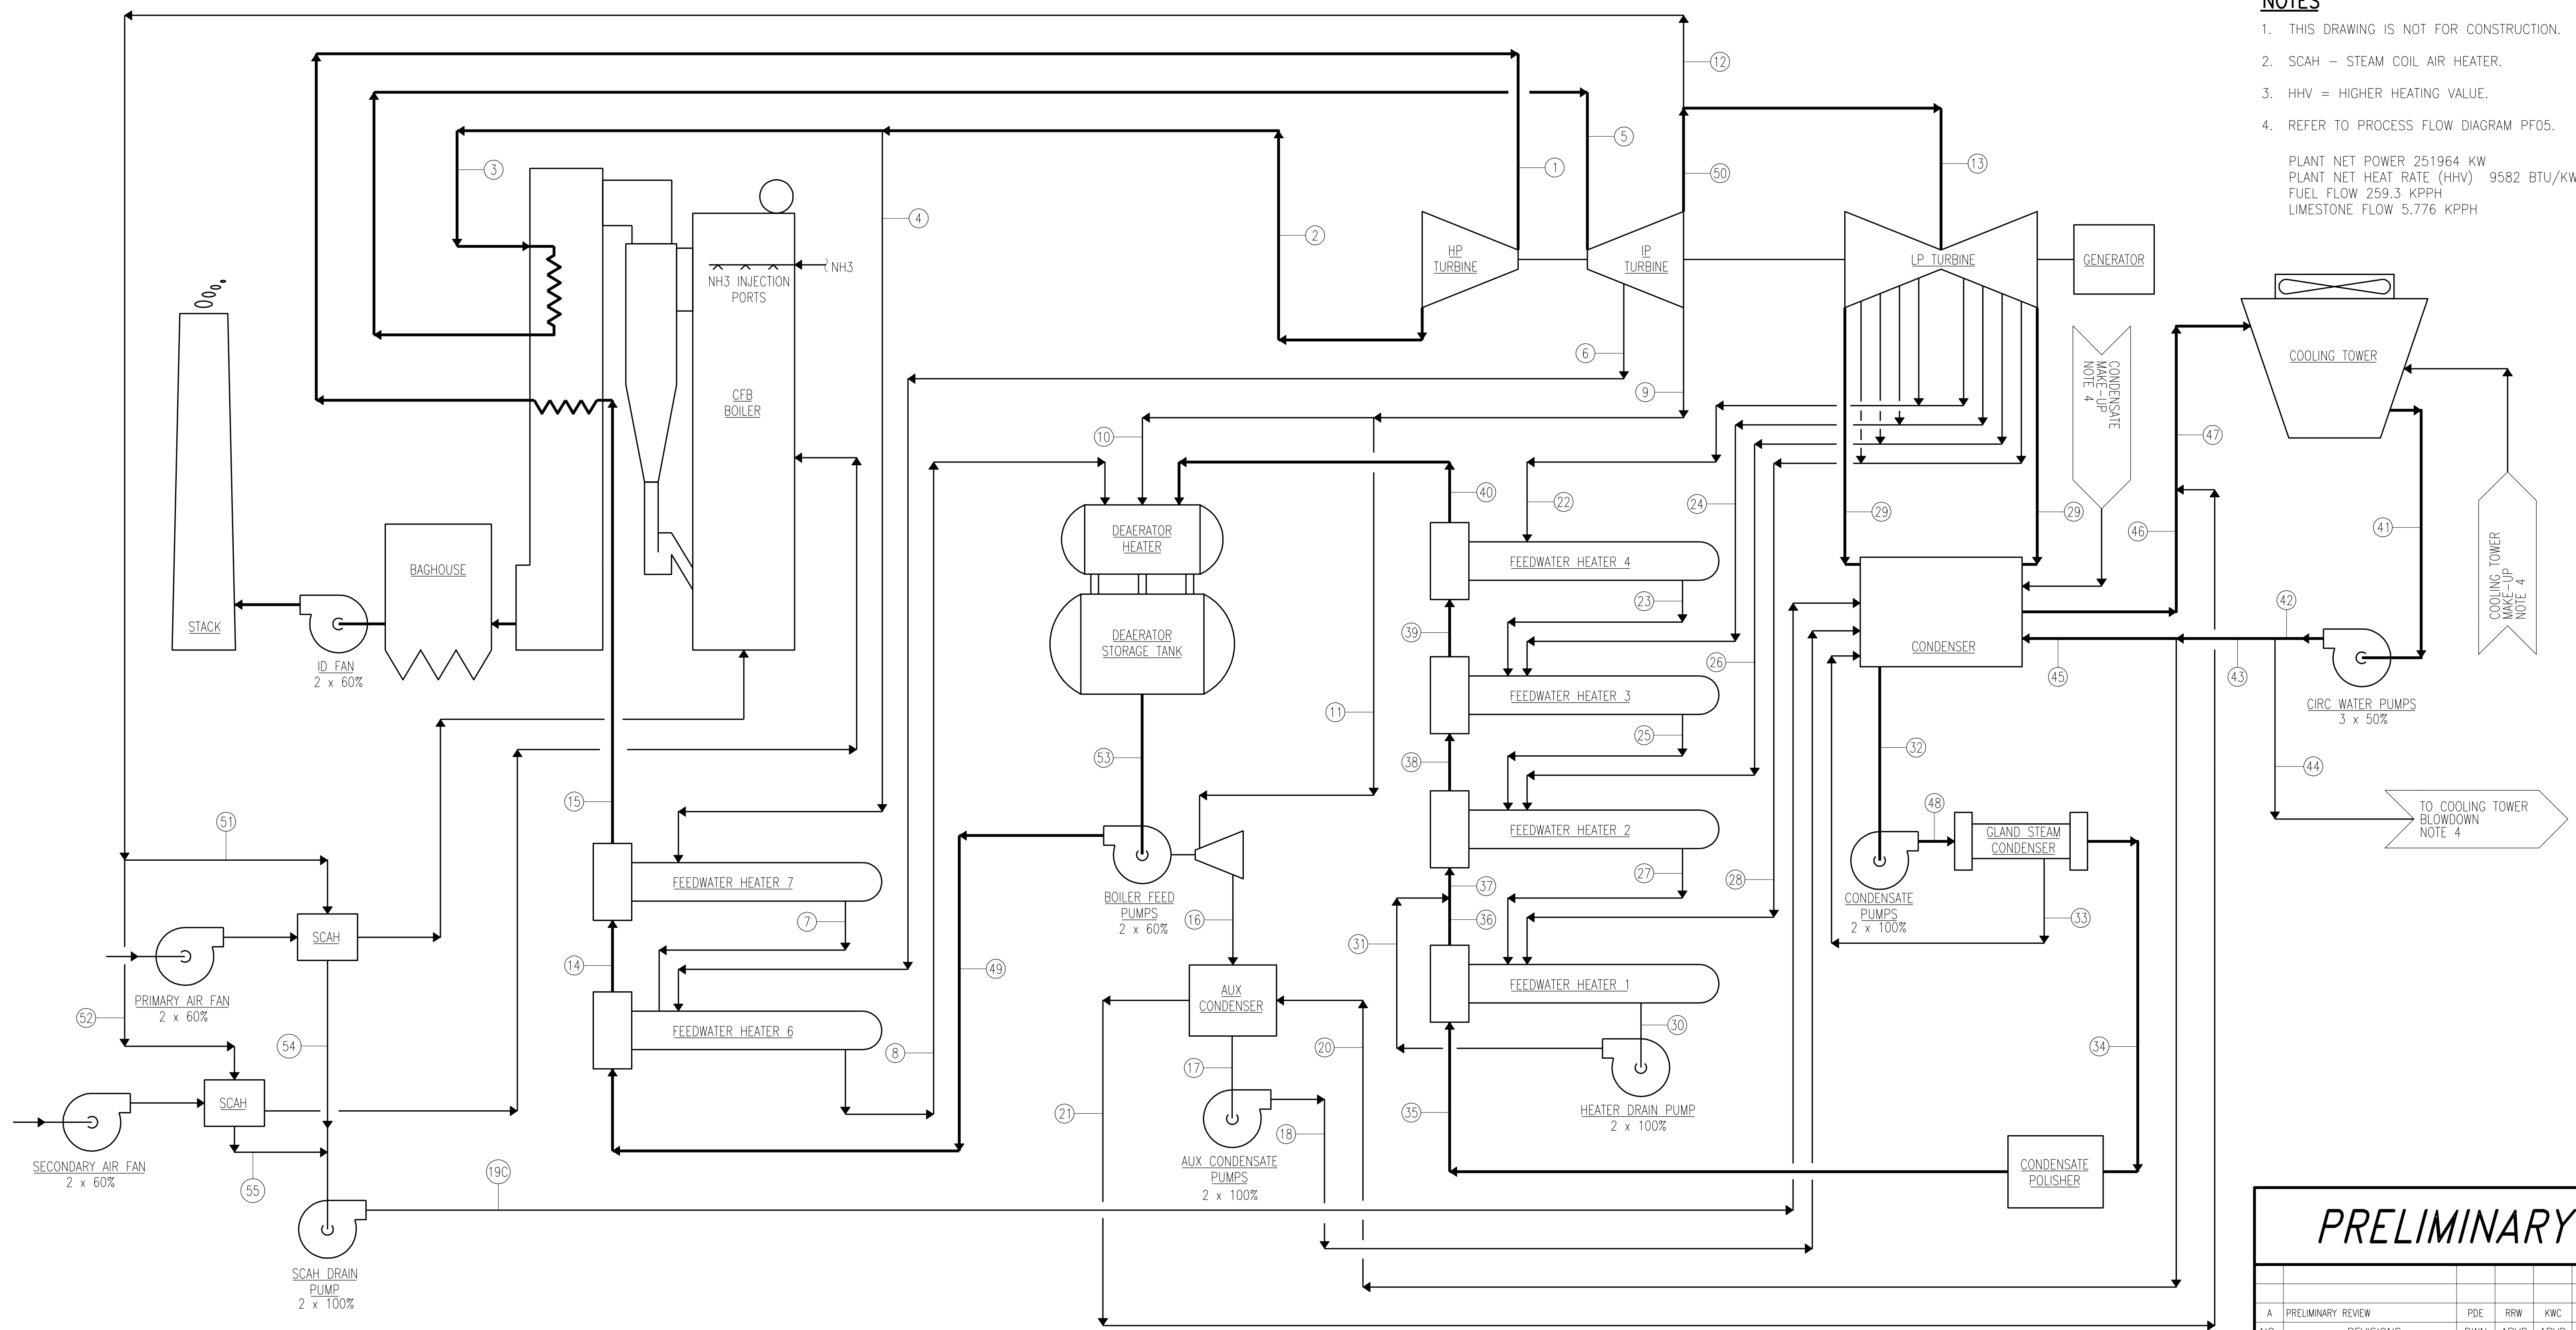 NOTES
1. THIS DRAWING IS NOT FOR CONSTRUCTION.
2. SCAH – STEAM COIL AIR HEATER.
3. HHV = HIGHER HEATING VALUE.
4. REFER TO PROCESS FLOW DIAGRAM PF05.
PLANT NET POWER 251964 KW
PLANT NET HEAT RATE (HHV) 9582 BTU/KW
FUEL FLOW 259.3 KPPH
LIMESTONE FLOW 5.776 KPPH
12
5
1
50
13
3
4
2
HP
TURBINE
IP
TURBINE
LP TURBINE
GENERATOR
NH3
NH3 INJECTION
PORTS
6
9
CONDENSATE
MAKE-UP
NOTE 4
COOLING TOWER
CFB
BOILER
10
47
40
22
24
29
29
46
41
DEAERATOR
HEATER
FEEDWATER HEATER 4
BAGHOUSE
COOLING TOWER
MAKE-UP
NOTE 4
23
42
STACK
DEAERATOR
STORAGE TANK
39
CONDENSER
26
ID FAN
2 x 60%
45
43
FEEDWATER HEATER 3
CIRC WATER PUMPS
3 x 50%
11
25
32
53
38
44
15
51
48
TO COOLING TOWER
BLOWDOWN
NOTE 4
FEEDWATER HEATER 2
GLAND STEAM
CONDENSER
27
28
FEEDWATER HEATER 7
37
BOILER FEED
PUMPS
2 x 60%
CONDENSATE
PUMPS
2 x 100%
7
16
36
33
SCAH
31
14
49
PRIMARY AIR FAN
2 x 60%
AUX
CONDENSER
FEEDWATER HEATER 1
52
54
FEEDWATER HEATER 6
8
20
30
34
17
SCAH
21
18
35
HEATER DRAIN PUMP
2 x 100%
SECONDARY AIR FAN
2 x 60%
55
19C
AUX CONDENSATE
PUMPS
2 x 100%
CONDENSATE
POLISHER
SCAH DRAIN
PUMP
2 x 100%
PRELIMINARY
A PRELIMINARY REVIEW PDE RRW KWC